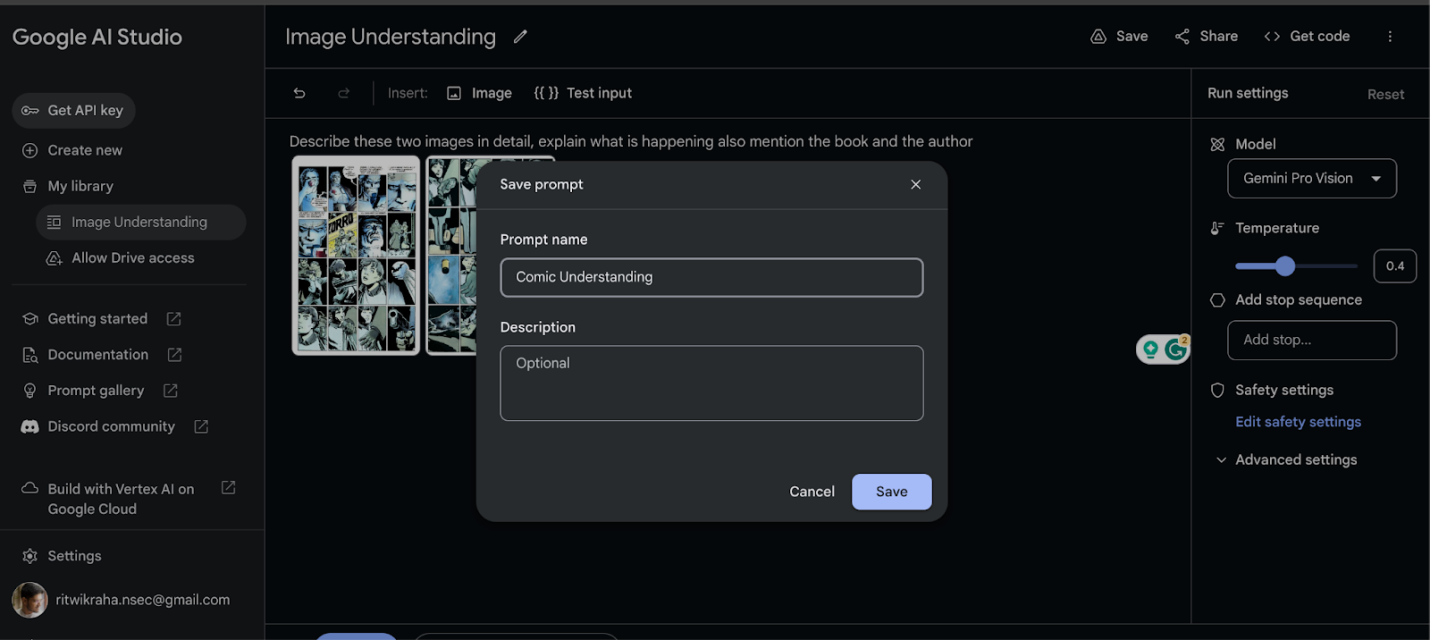 Google AI Studio
Get API key
Create new
My library
Image Understanding
Allow Drive access
Getting started
Documentation
Prompt gallery
Discord community
Build with Vertex AI on
Google Cloud
Settings
ritwikraha.nsec@gmail.com
Image Understanding
Save
Share
Get code
Insert:
Image
{{ }} Test input
Describe these two images in detail, explain what is happening also mention the book and the author
ZORRO
Save prompt
Prompt name
Comic Understanding
Description
Optional
Cancel
Save
2
Run settings
Reset
Model
Gemini Pro Vision
Temperature
0.4
Add stop sequence
Add stop...
Safety settings
Edit safety settings
Advanced settings